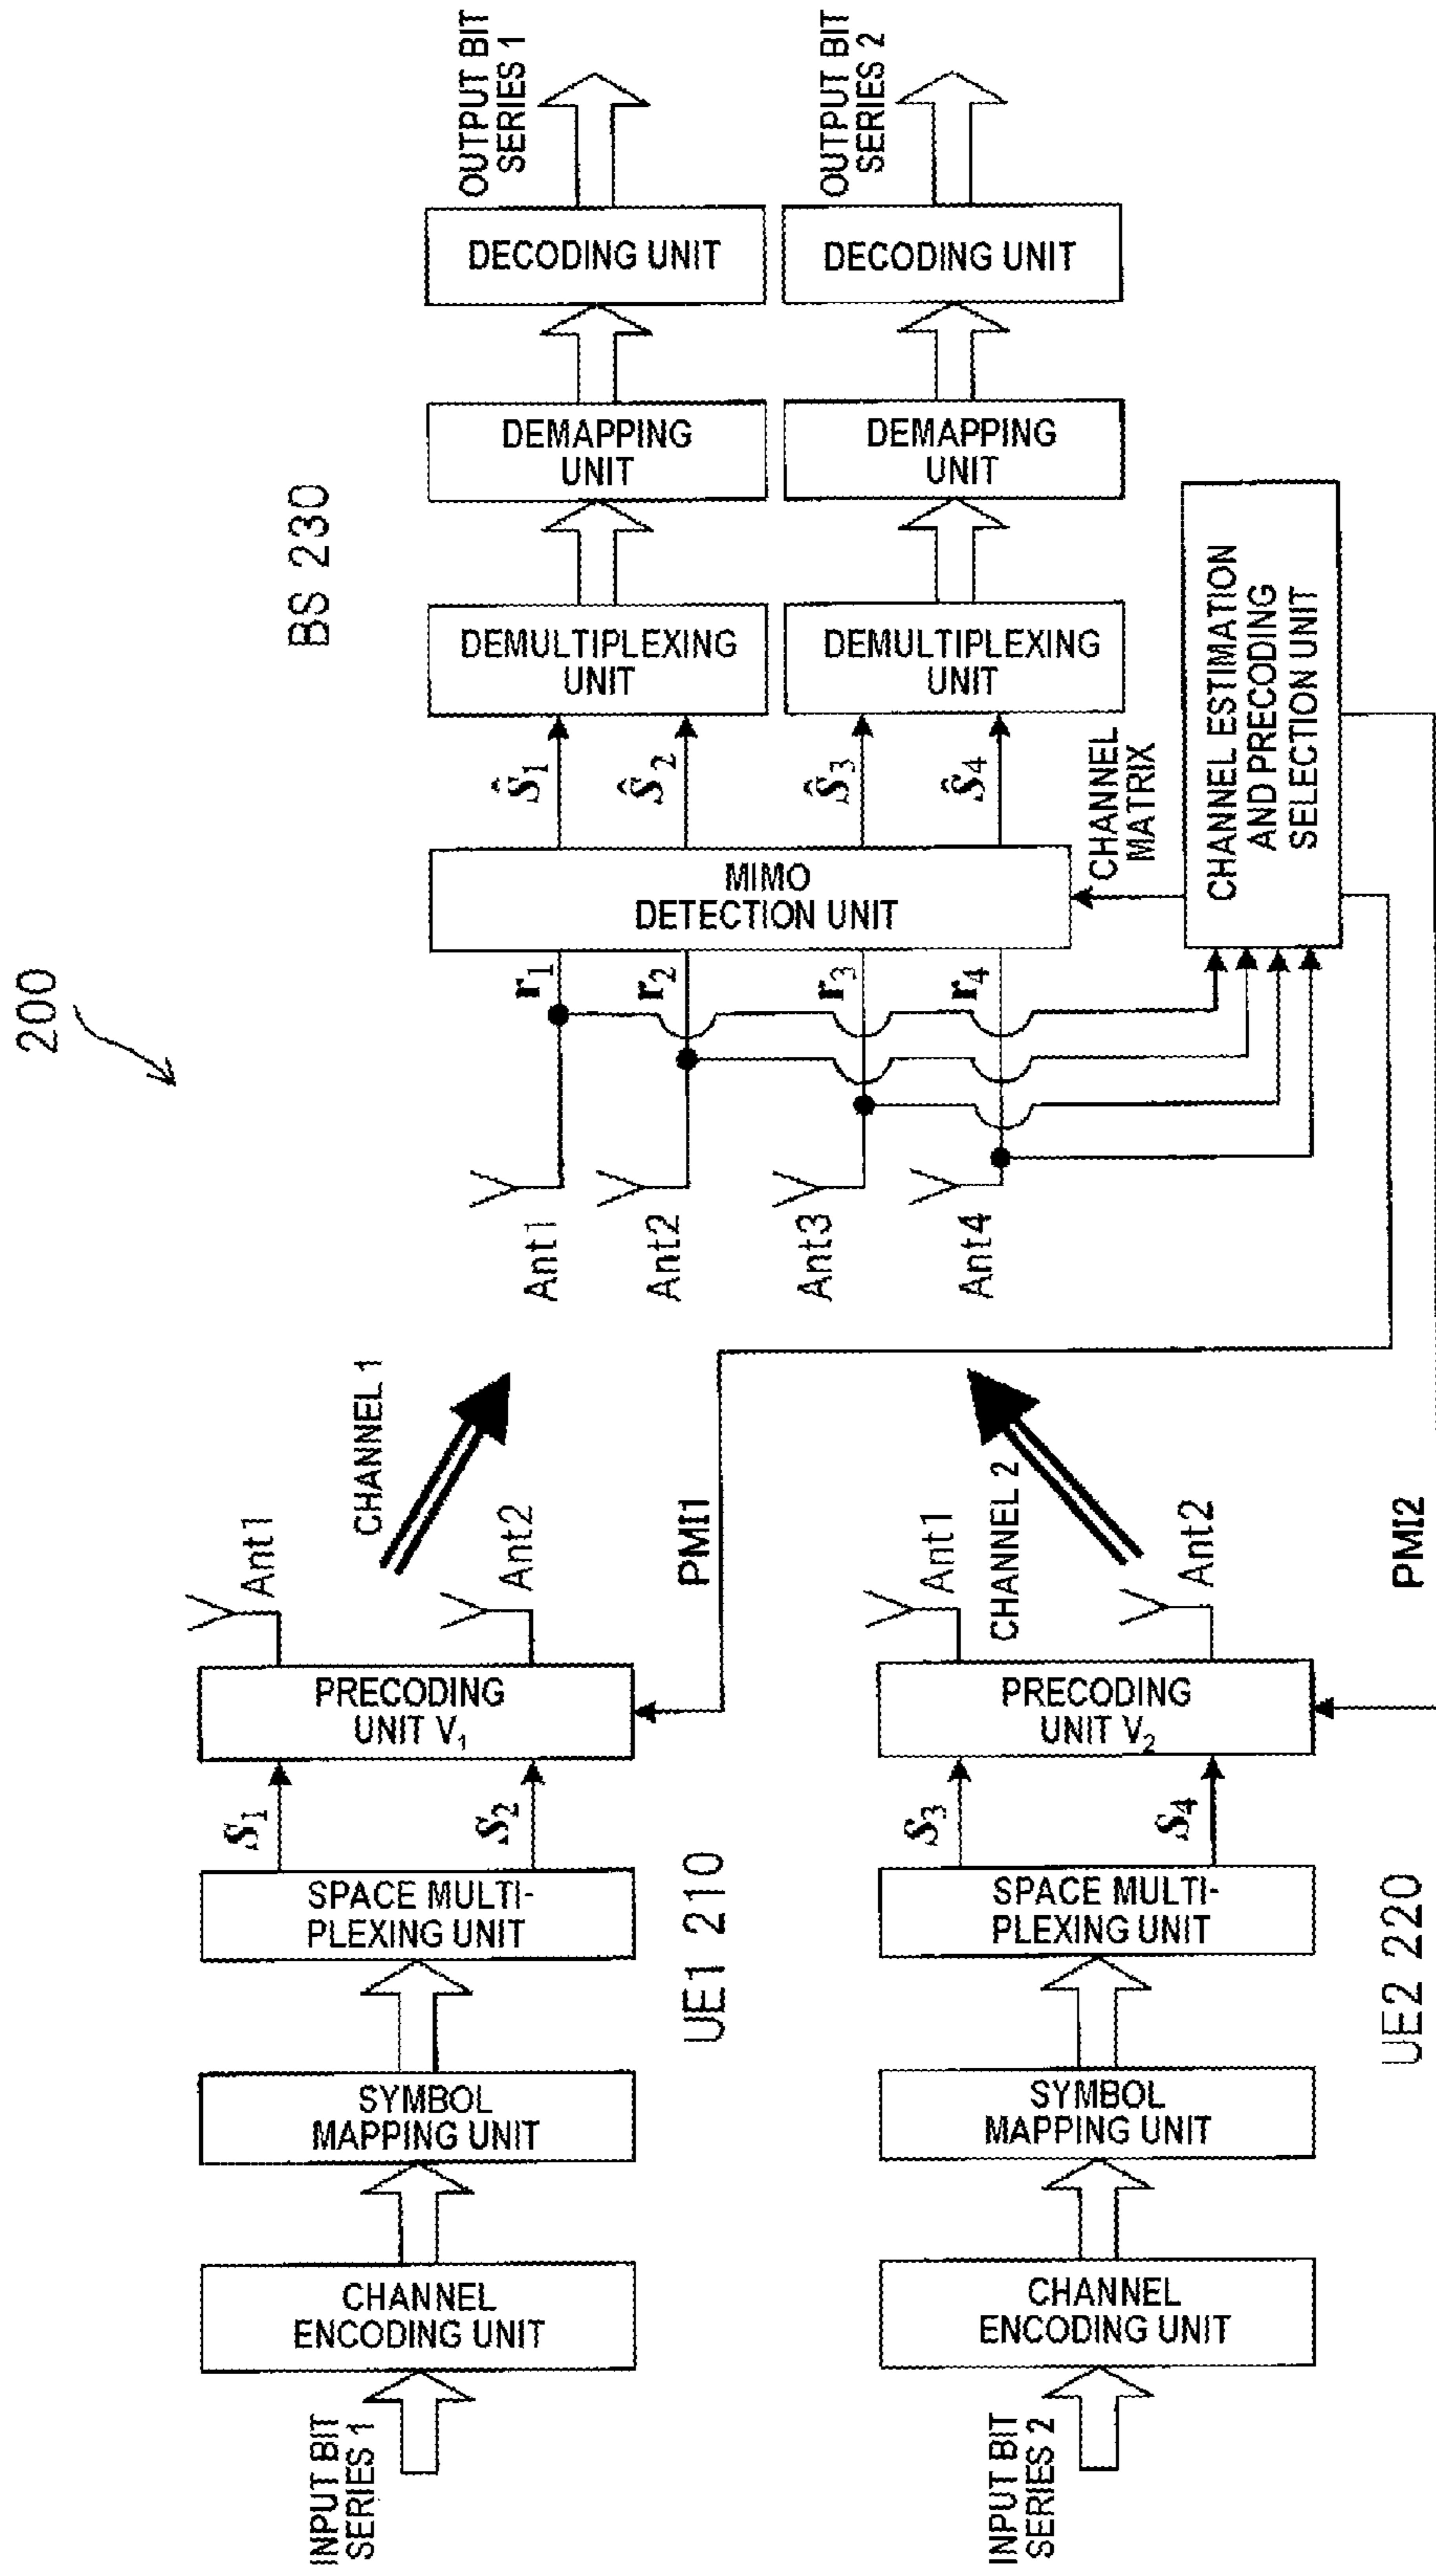 200
INPUT BIT
SERIES 1
CHANNEL
ENCODING UNIT
SYMBOL
MAPPING UNIT
SPACE MULTI-
PLEXING UNIT
S1
S2
PRECODING
UNIT V1
Ant1
Ant2
UE1 210
CHANNEL 1
PMI1
INPUT BIT
SERIES 2
CHANNEL
ENCODING UNIT
SYMBOL
MAPPING UNIT
SPACE MULTI-
PLEXING UNIT
S3
S4
PRECODING
UNIT V2
Ant1
Ant2
UE2 220
CHANNEL 2
PMI2
BS 230
Ant1
Ant2
Ant3
Ant4
r1
r2
r3
r4
MIMO
DETECTION UNIT
CHANNEL
MATRIX
CHANNEL ESTIMATION
AND PRECODING
SELECTION UNIT
Ŝ1
Ŝ2
Ŝ3
Ŝ4
DEMULTIPLEXING
UNIT
DEMAPPING
UNIT
DECODING UNIT
OUTPUT BIT
SERIES 1
DEMULTIPLEXING
UNIT
DEMAPPING
UNIT
DECODING UNIT
OUTPUT BIT
SERIES 2